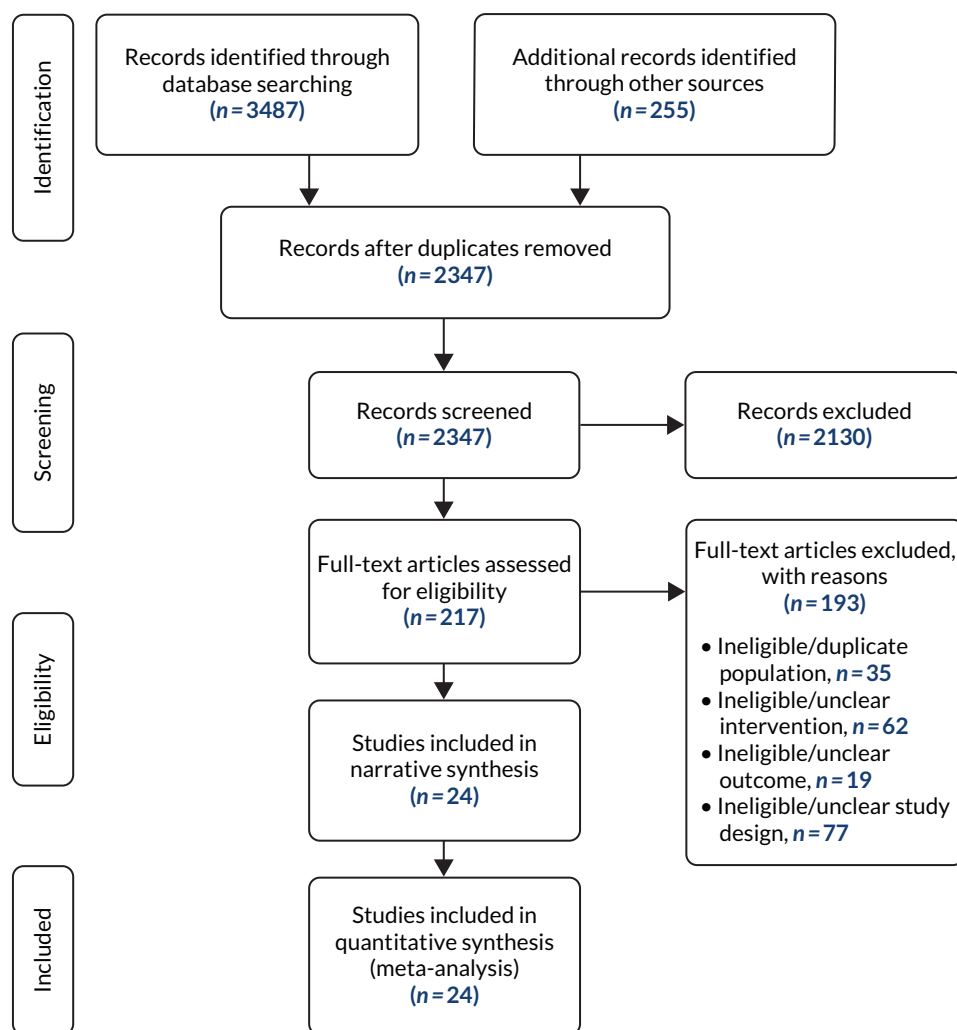 Identification
Records identified through
database searching
(n=3487)
Additional records identified
through other sources
(n=255)
Records after duplicates removed
(n=2347)
Screening
Records screened
(n=2347)
Records excluded
(n=2130)
Eligibility
Full-text articles assessed
for eligibility
(n=217)
Full-text articles excluded,
with reasons
(n=193)
• Ineligible/duplicate
population, n=35
• Ineligible/unclear
intervention, n=62
• Ineligible/unclear
outcome, n=19
• Ineligible/unclear study
design, n=77
Studies included in
narrative synthesis
(n=24)
Included
Studies included in
quantitative synthesis
(meta-analysis)
(n=24)